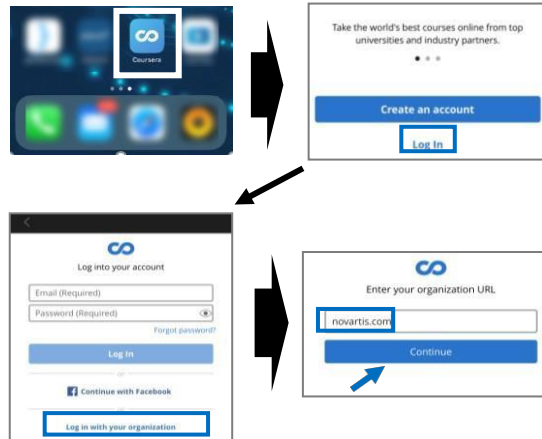 Coursera
Take the world's best courses online from top
universities and industry partners.
Create an account
Log In
Log into your account
Email (Required)
Password (Required)
Forgot password?
Log In
or
Continue with Facebook
or
Log in with your organization
Enter your organization URL
novartis.com
Continue